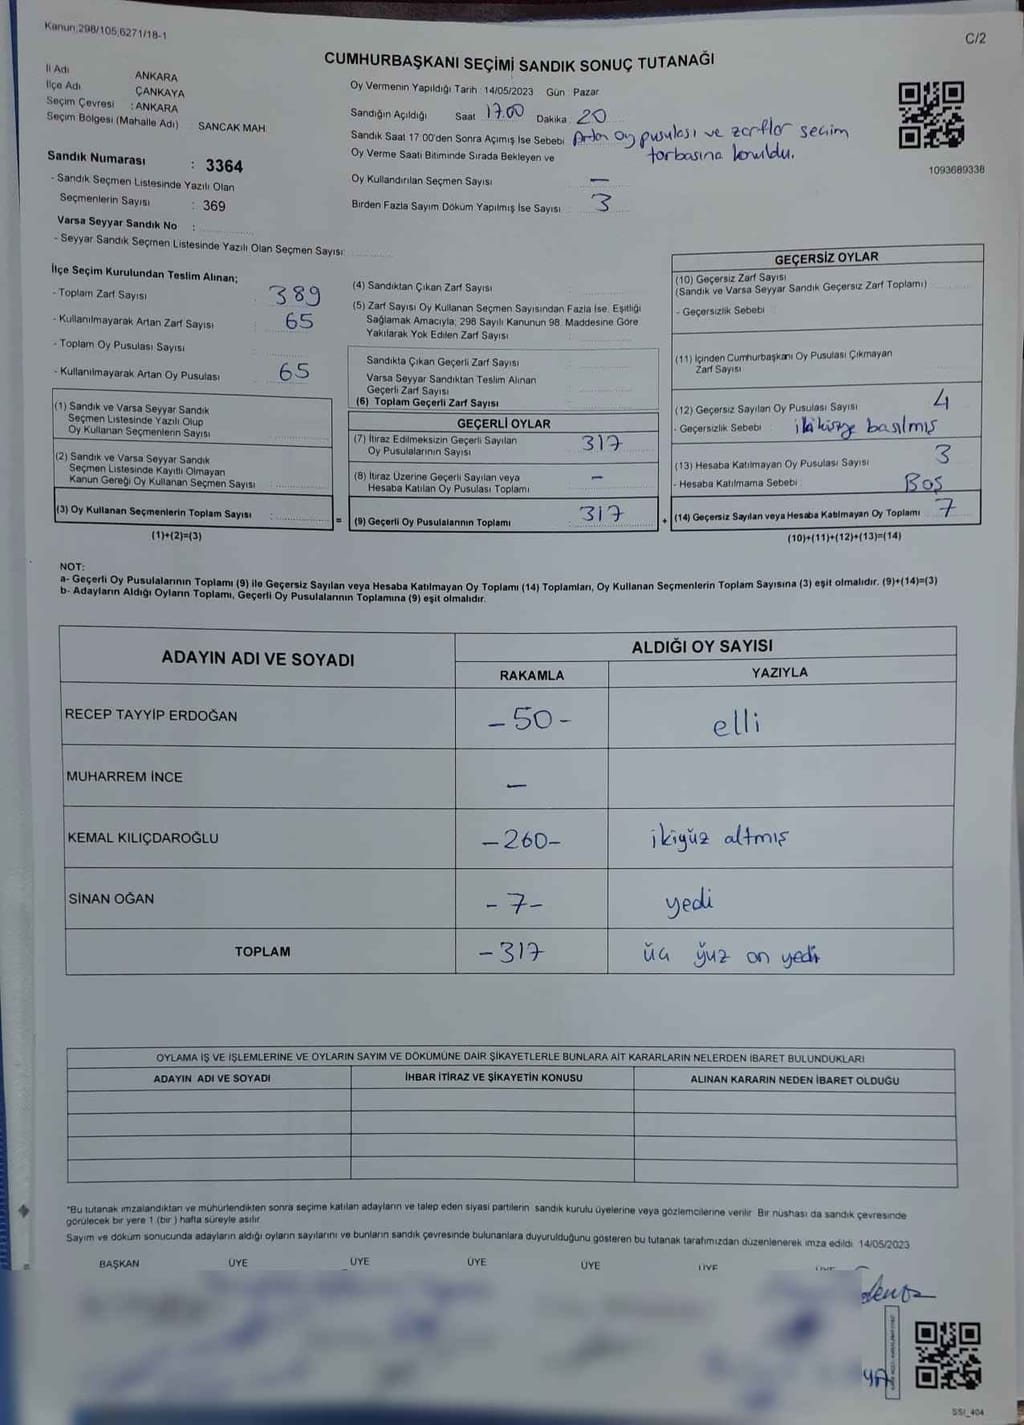 Kanun 298/105,6271/18-1
C/2
CUMHURBAŞKANI SEÇİMİ SANDIK SONUÇ TUTANAĞI
İl Adı ANKARA
İlçe Adı ÇANKAYA
Seçim Çevresi : ANKARA
Seçim Bölgesi (Mahalle Adı) SANCAK MAH.
Sandık Numarası : 3364
- Sandık Seçmen Listesinde Yazılı Olan
Seçmenlerin Sayısı : 369
Varsa Seyyar Sandık No :
- Seyyar Sandık Seçmen Listesinde Yazılı Olan Seçmen Sayısı:
Oy Vermenin Yapıldığı Tarih :14/05/2023 Gün : Pazar
Sandığın Açıldığı Saat 17.00 Dakika : 20
Sandık Saat 17:00'den Sonra Açımış İse Sebebi Artan oy pusulası ve zarflar seçim
torbasına konuldu.
Oy Verme Saati Bitiminde Sırada Bekleyen ve
Oy Kullandırılan Seçmen Sayısı : —
Birden Fazla Sayım Döküm Yapılmış İse Sayısı : 3
1093689338
İlçe Seçim Kurulundan Teslim Alınan;
- Toplam Zarf Sayısı 389
- Kullanılmayarak Artan Zarf Sayısı 65
- Toplam Oy Pusulası Sayısı
- Kullanılmayarak Artan Oy Pusulası 65
(1) Sandık ve Varsa Seyyar Sandık
Seçmen Listesinde Yazılı Olup
Oy Kullanan Seçmenlerin Sayısı
(2) Sandık ve Varsa Seyyar Sandık
Seçmen Listesinde Kayıtlı Olmayan
Kanun Gereği Oy Kullanan Seçmen Sayısı
(3) Oy Kullanan Seçmenlerin Toplam Sayısı :
(1)+(2)=(3)
=
(4) Sandıktan Çıkan Zarf Sayısı
(5) Zarf Sayısı Oy Kullanan Seçmen Sayısından Fazla İse, Eşitliği
Sağlamak Amacıyla; 298 Sayılı Kanunun 98. Maddesine Göre
Yakılarak Yok Edilen Zarf Sayısı
Sandıkta Çıkan Geçerli Zarf Sayısı
Varsa Seyyar Sandıktan Teslim Alınan
Geçerli Zarf Sayısı
(6) Toplam Geçerli Zarf Sayısı
GEÇERLİ OYLAR
(7) İtiraz Edilmeksizin Geçerli Sayılan
Oy Pusulalarının Sayısı 317
(8) İtiraz Üzerine Geçerli Sayılan veya
Hesaba Katılan Oy Pusulası Toplamı —
(9) Geçerli Oy Pusulalarının Toplamı : 317
+
GEÇERSİZ OYLAR
(10) Geçersiz Zarf Sayısı
(Sandık ve Varsa Seyyar Sandık Geçersiz Zarf Toplamı)
- Geçersizlik Sebebi
(11) İçinden Cumhurbaşkanı Oy Pusulası Çıkmayan
Zarf Sayısı
(12) Geçersiz Sayılan Oy Pusulası Sayısı 4
- Geçersizlik Sebebi : iki kişiye basılmış
(13) Hesaba Katılmayan Oy Pusulası Sayısı 3
- Hesaba Katılmama Sebebi : Boş
(14) Geçersiz Sayılan veya Hesaba Katılmayan Oy Toplamı 7
(10)+(11)+(12)+(13)=(14)
NOT:
a- Geçerli Oy Pusulalarının Toplamı (9) ile Geçersiz Sayılan veya Hesaba Katılmayan Oy Toplamı (14) Toplamları, Oy Kullanan Seçmenlerin Toplam Sayısına (3) eşit olmalıdır. (9)+(14)=(3)
b- Adayların Aldığı Oyların Toplamı, Geçerli Oy Pusulalarının Toplamına (9) eşit olmalıdır.
ADAYIN ADI VE SOYADI ALDIĞI OY SAYISI
RAKAMLA YAZIYLA
RECEP TAYYİP ERDOĞAN -50- elli
MUHARREM İNCE —
KEMAL KILIÇDAROĞLU -260- ikiyüz altmış
SİNAN OĞAN -7- yedi
TOPLAM -317 üç yüz on yedi
OYLAMA İŞ VE İŞLEMLERİNE VE OYLARIN SAYIM VE DÖKÜMÜNE DAİR ŞİKAYETLERLE BUNLARA AİT KARARLARIN NELERDEN İBARET BULUNDUKLARI
ADAYIN ADI VE SOYADI İHBAR İTİRAZ VE ŞİKAYETİN KONUSU ALINAN KARARIN NEDEN İBARET OLDUĞU
*Bu tutanak imzalandıktan ve mühürlendikten sonra seçime katılan adayların ve talep eden siyasi partilerin sandık kurulu üyelerine veya gözlemcilerine verilir. Bir nüshası da sandık çevresinde
görülecek bir yere 1 (bir ) hafta süreyle asılır.
Sayım ve döküm sonucunda adayların aldığı oyların sayılarını ve bunların sandık çevresinde bulunanlara duyurulduğunu gösteren bu tutanak tarafımızdan düzenlenerek imza edildi. 14/05/2023
BAŞKAN ÜYE ÜYE ÜYE ÜYE ÜYE ÜYE
SSI_404